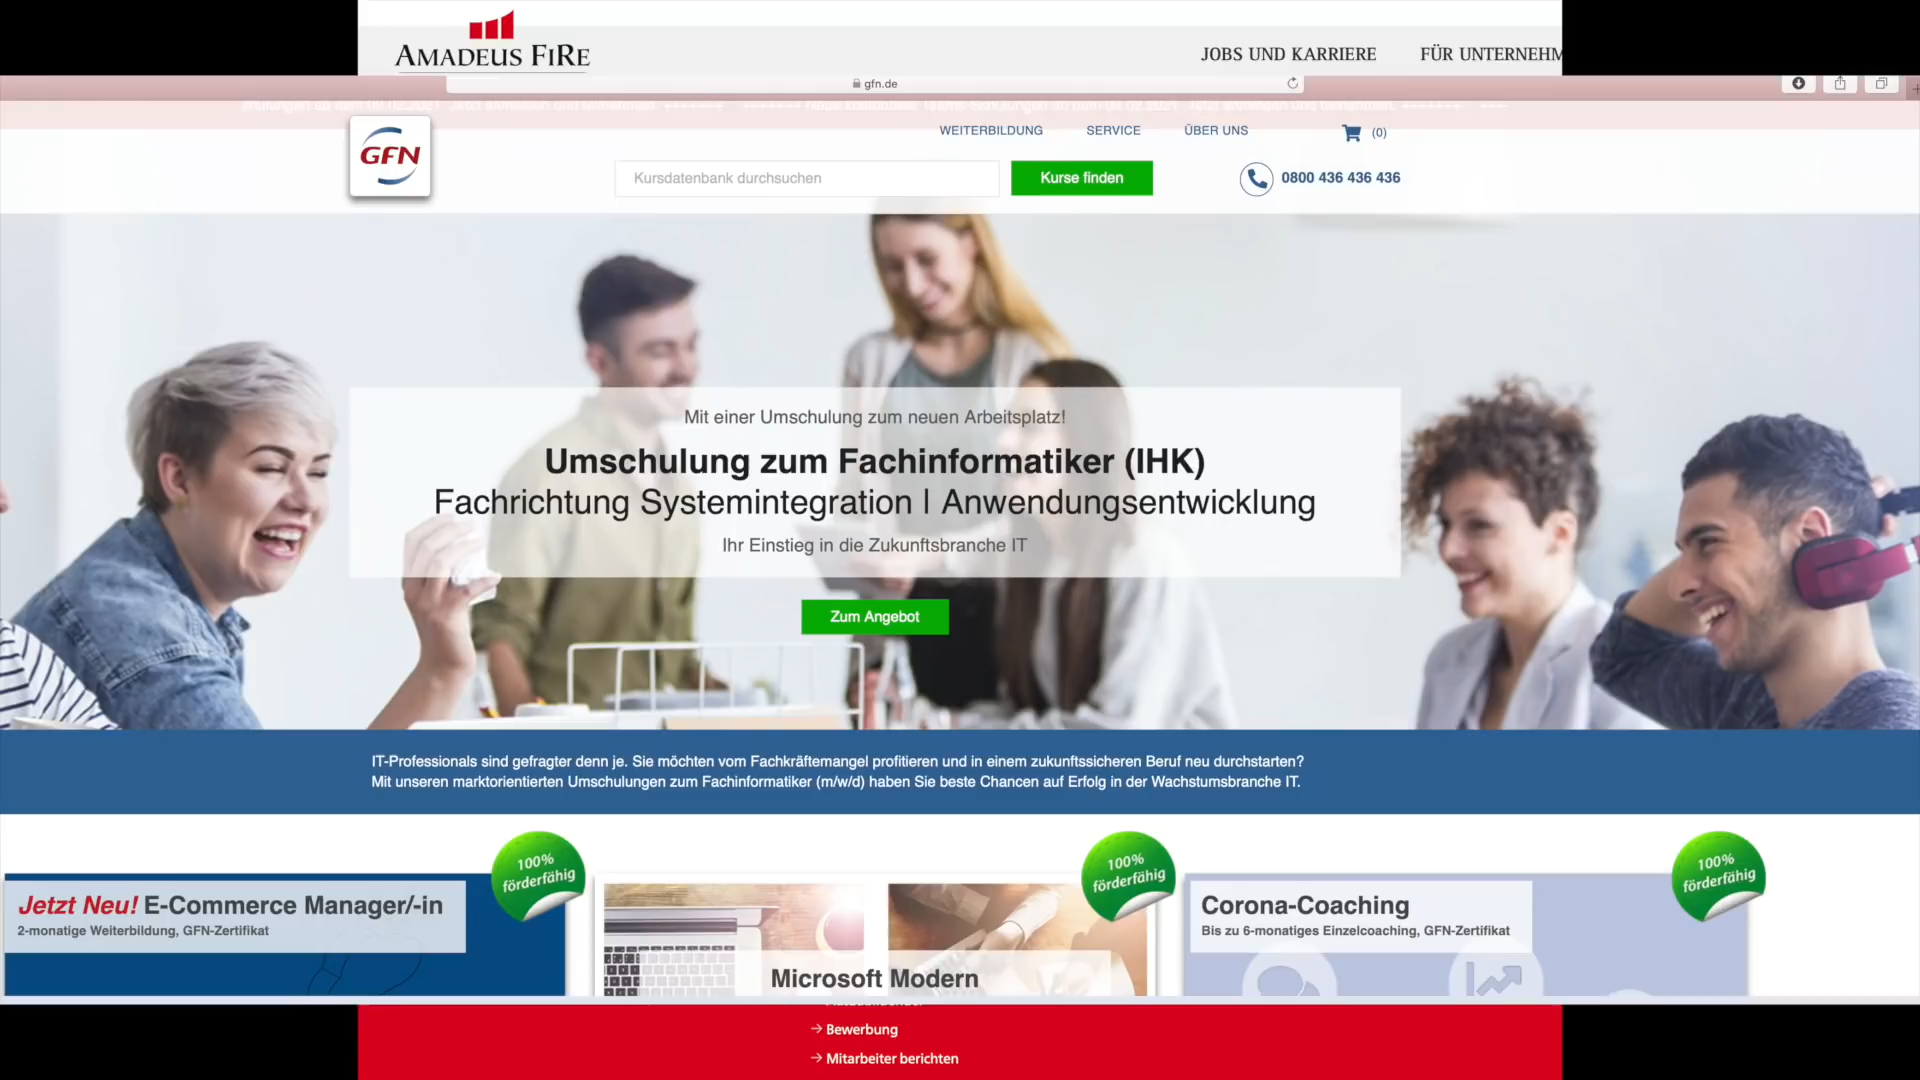 AMADEUS FIRE
JOBS UND KARRIERE
FÜR UNTERNEHM
gfn.de
GFN
WEITERBILDUNG
SERVICE
ÜBER UNS
(0)
Kursdatenbank durchsuchen
Kurse finden
0800 436 436 436
Mit einer Umschulung zum neuen Arbeitsplatz!
Umschulung zum Fachinformatiker (IHK)
Fachrichtung Systemintegration | Anwendungsentwicklung
Ihr Einstieg in die Zukunftsbranche IT
Zum Angebot
IT-Professionals sind gefragter denn je. Sie möchten vom Fachkräftemangel profitieren und in einem zukunftssicheren Beruf neu durchstarten?
Mit unseren marktorientierten Umschulungen zum Fachinformatiker (m/w/d) haben Sie beste Chancen auf Erfolg in der Wachstumsbranche IT.
100%
förderfähig
Jetzt Neu! E-Commerce Manager/-in
2-monatige Weiterbildung, GFN-Zertifikat
100%
förderfähig
Microsoft Modern
100%
förderfähig
Corona-Coaching
Bis zu 6-monatiges Einzelcoaching, GFN-Zertifikat
→ Bewerbung
→ Mitarbeiter berichten